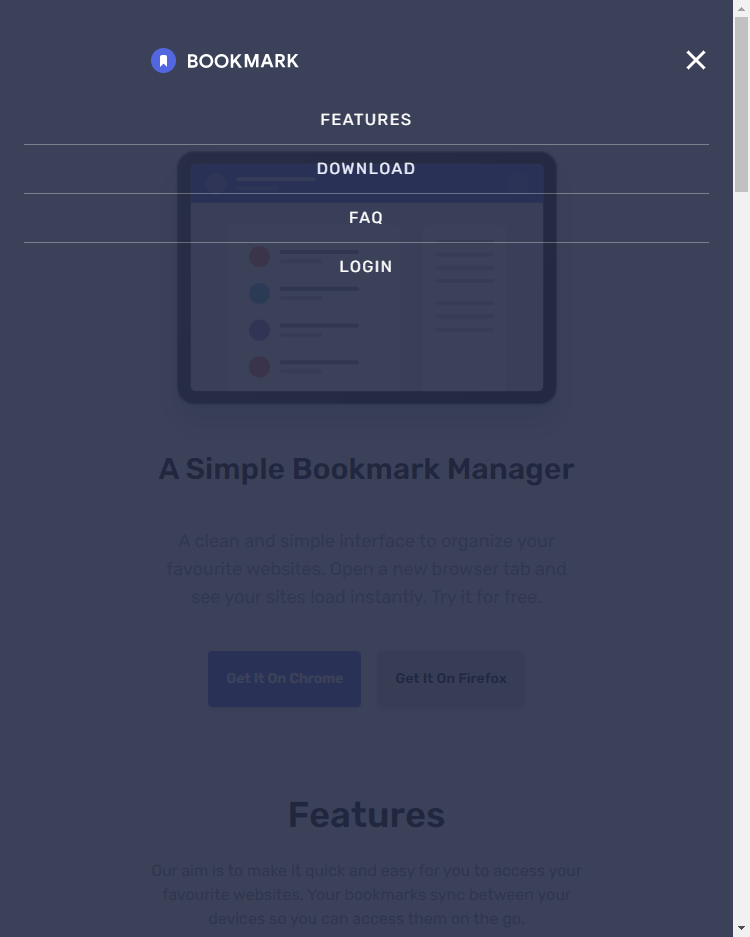 BOOKMARK
FEATURES
DOWNLOAD
FAQ
LOGIN
A Simple Bookmark Manager
A clean and simple interface to organize your
favourite websites. Open a new browser tab and
see your sites load instantly. Try it for free.
Get It On Chrome
Get It On Firefox
Features
Our aim is to make it quick and easy for you to access your
favourite websites. Your bookmarks sync between your
devices so you can access them on the go.